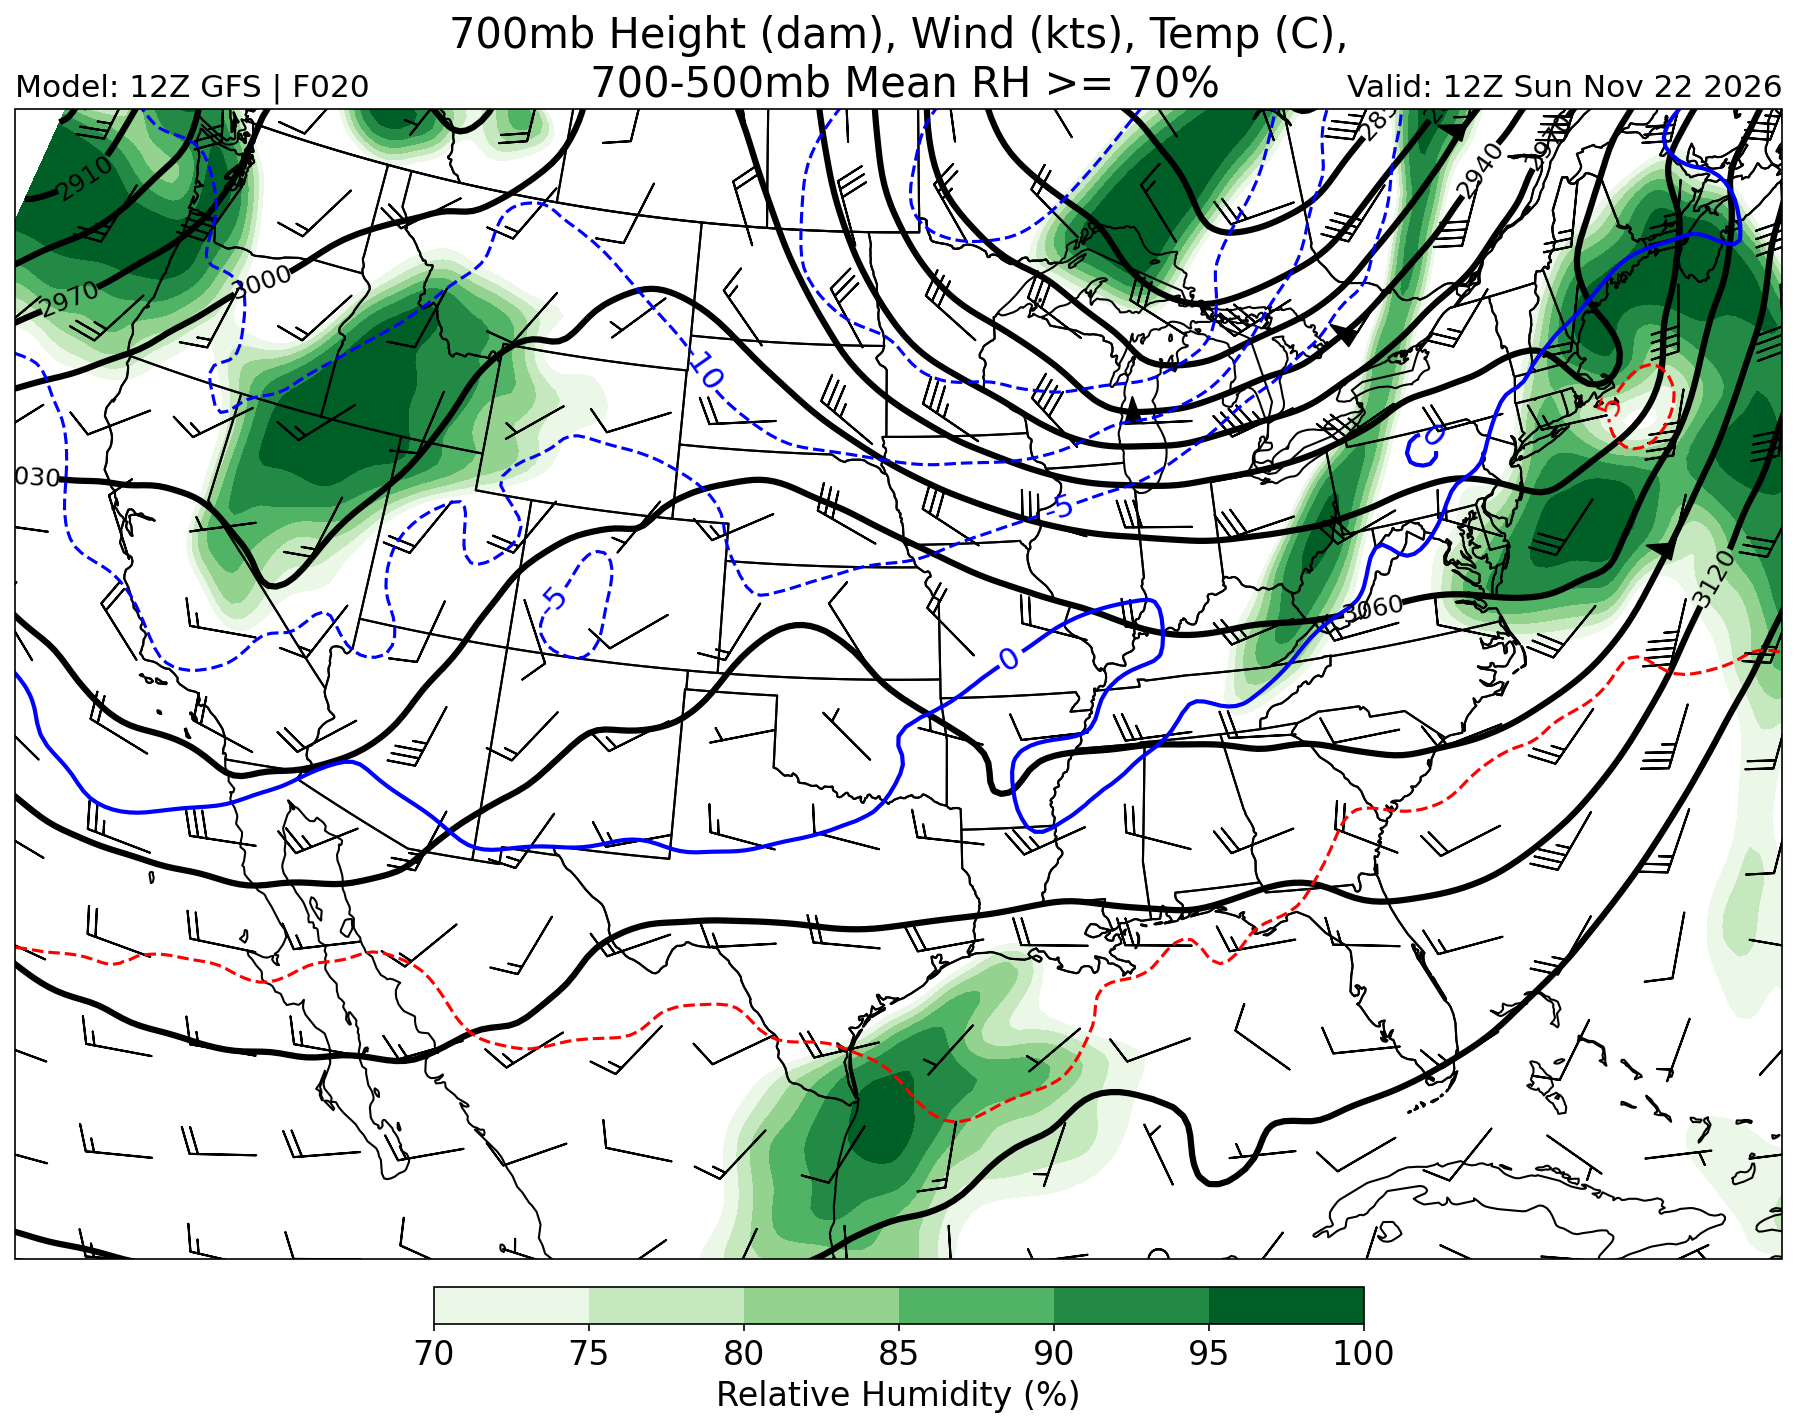 700mb Height (dam), Wind (kts), Temp (C),
700-500mb Mean RH >= 70%
Model: 12Z GFS | F020
Valid: 12Z Sun Nov 22 2026
2910
2940
2970
2970
3000
-10
030
0
-5
-5
5
3120
3060
0
70 75 80 85 90 95 100
Relative Humidity (%)